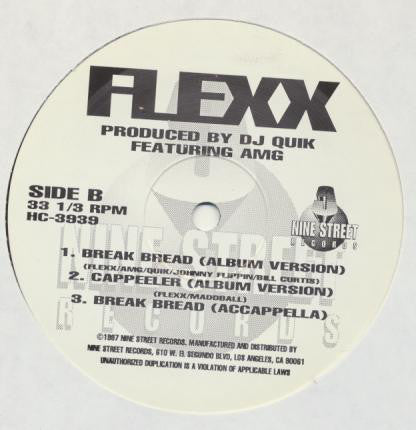 FLEXX
PRODUCED BY DJ QUIK
FEATURING AMG
SIDE B
33 1/3 RPM
HC-3939
NINE STREET
RECORDS
1. BREAK BREAD (ALBUM VERSION)
(FLEXX/AMG/QUIK/JOHNNY FLIPPIN/BILL CURTIS)
2. CAPPEELER (ALBUM VERSION)
(FLEXX/MADDBALL)
3. BREAK BREAD (ACCAPPELLA)
NINE STREET
RECORDS
©1997 NINE STREET RECORDS. MANUFACTURED AND DISTRIBUTED BY
NINE STREET RECORDS, 610 W. EL SEGUNDO BLVD, LOS ANGELES, CA 90061
UNAUTHORIZED DUPLICATION IS A VIOLATION OF APPLICABLE LAWS